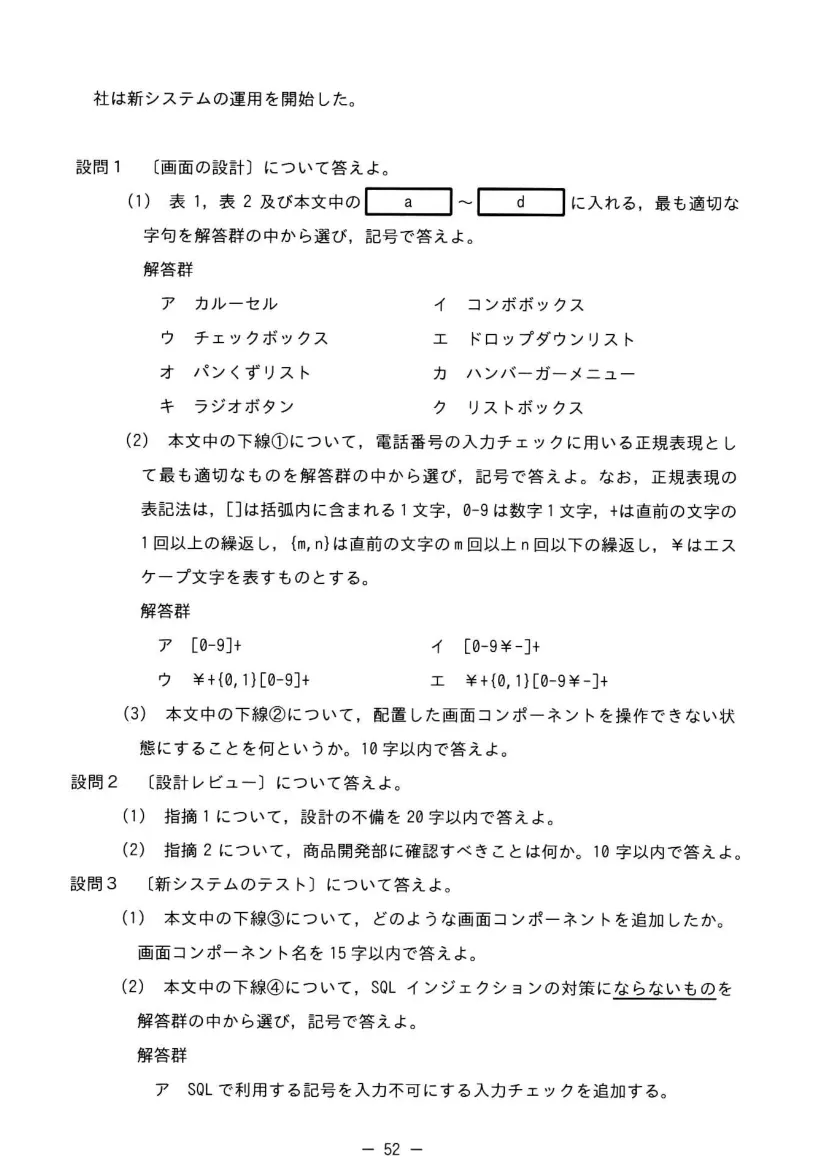 社は新システムの運用を開始した。
設問1 〔画面の設計〕について答えよ。
(1) 表1，表2及び本文中の a ～ d に入れる，最も適切な
字句を解答群の中から選び，記号で答えよ。
解答群
ア カルーセル イ コンボボックス
ウ チェックボックス エ ドロップダウンリスト
オ パンくずリスト カ ハンバーガーメニュー
キ ラジオボタン ク リストボックス
(2) 本文中の下線①について，電話番号の入力チェックに用いる正規表現とし
て最も適切なものを解答群の中から選び，記号で答えよ。なお，正規表現の
表記法は，[]は括弧内に含まれる1文字，0-9は数字1文字，+は直前の文字の
1回以上の繰返し，{m,n}は直前の文字のm回以上n回以下の繰返し，￥はエス
ケープ文字を表すものとする。
解答群
ア [0-9]+ イ [0-9￥-]+
ウ ￥+{0,1}[0-9]+ エ ￥+{0,1}[0-9￥-]+
(3) 本文中の下線②について，配置した画面コンポーネントを操作できない状
態にすることを何というか。10字以内で答えよ。
設問2 〔設計レビュー〕について答えよ。
(1) 指摘1について，設計の不備を20字以内で答えよ。
(2) 指摘2について，商品開発部に確認すべきことは何か。10字以内で答えよ。
設問3 〔新システムのテスト〕について答えよ。
(1) 本文中の下線③について，どのような画面コンポーネントを追加したか。
画面コンポーネント名を15字以内で答えよ。
(2) 本文中の下線④について，SQL インジェクションの対策にならないものを
解答群の中から選び，記号で答えよ。
解答群
ア SQLで利用する記号を入力不可にする入力チェックを追加する。
－ 52 －